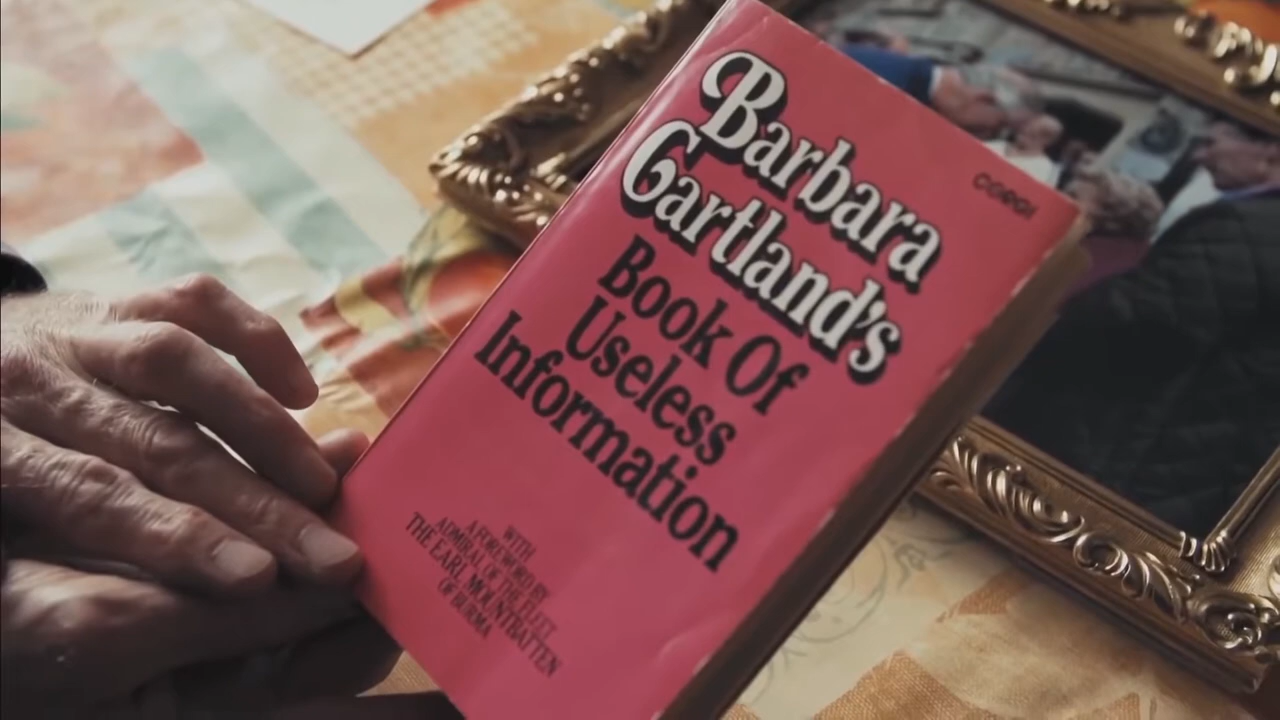 CORGI
Barbara
Cartland's
Book Of
Useless
Information
WITH
A FOREWORD BY
ADMIRAL OF THE FLEET
THE EARL MOUNTBATTEN
OF BURMA